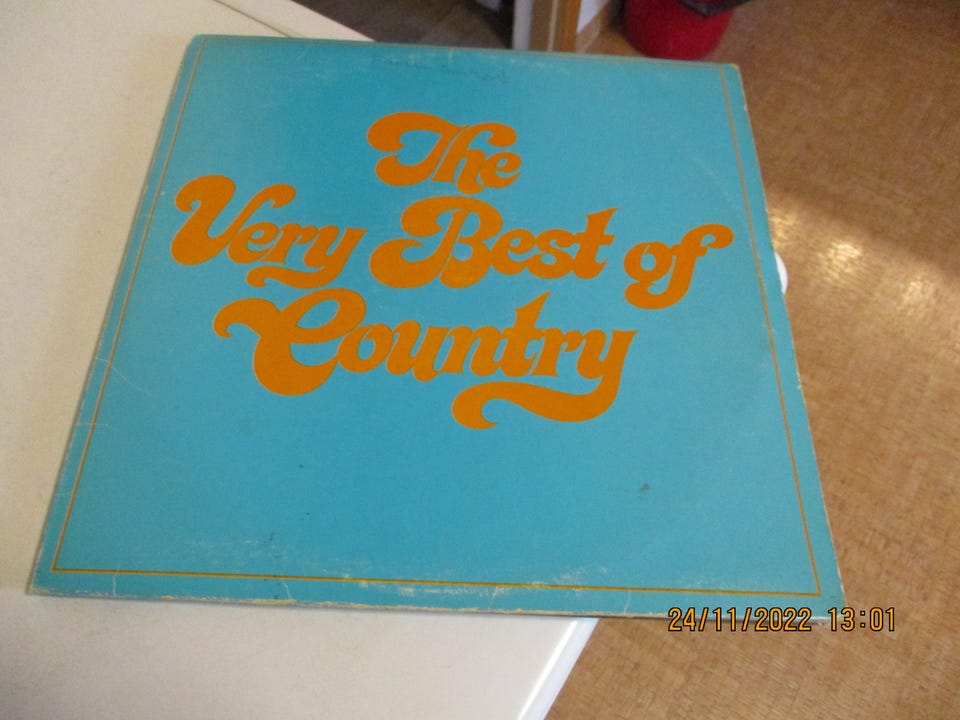 The
Very Best of
Country
24/11/2022 13:01